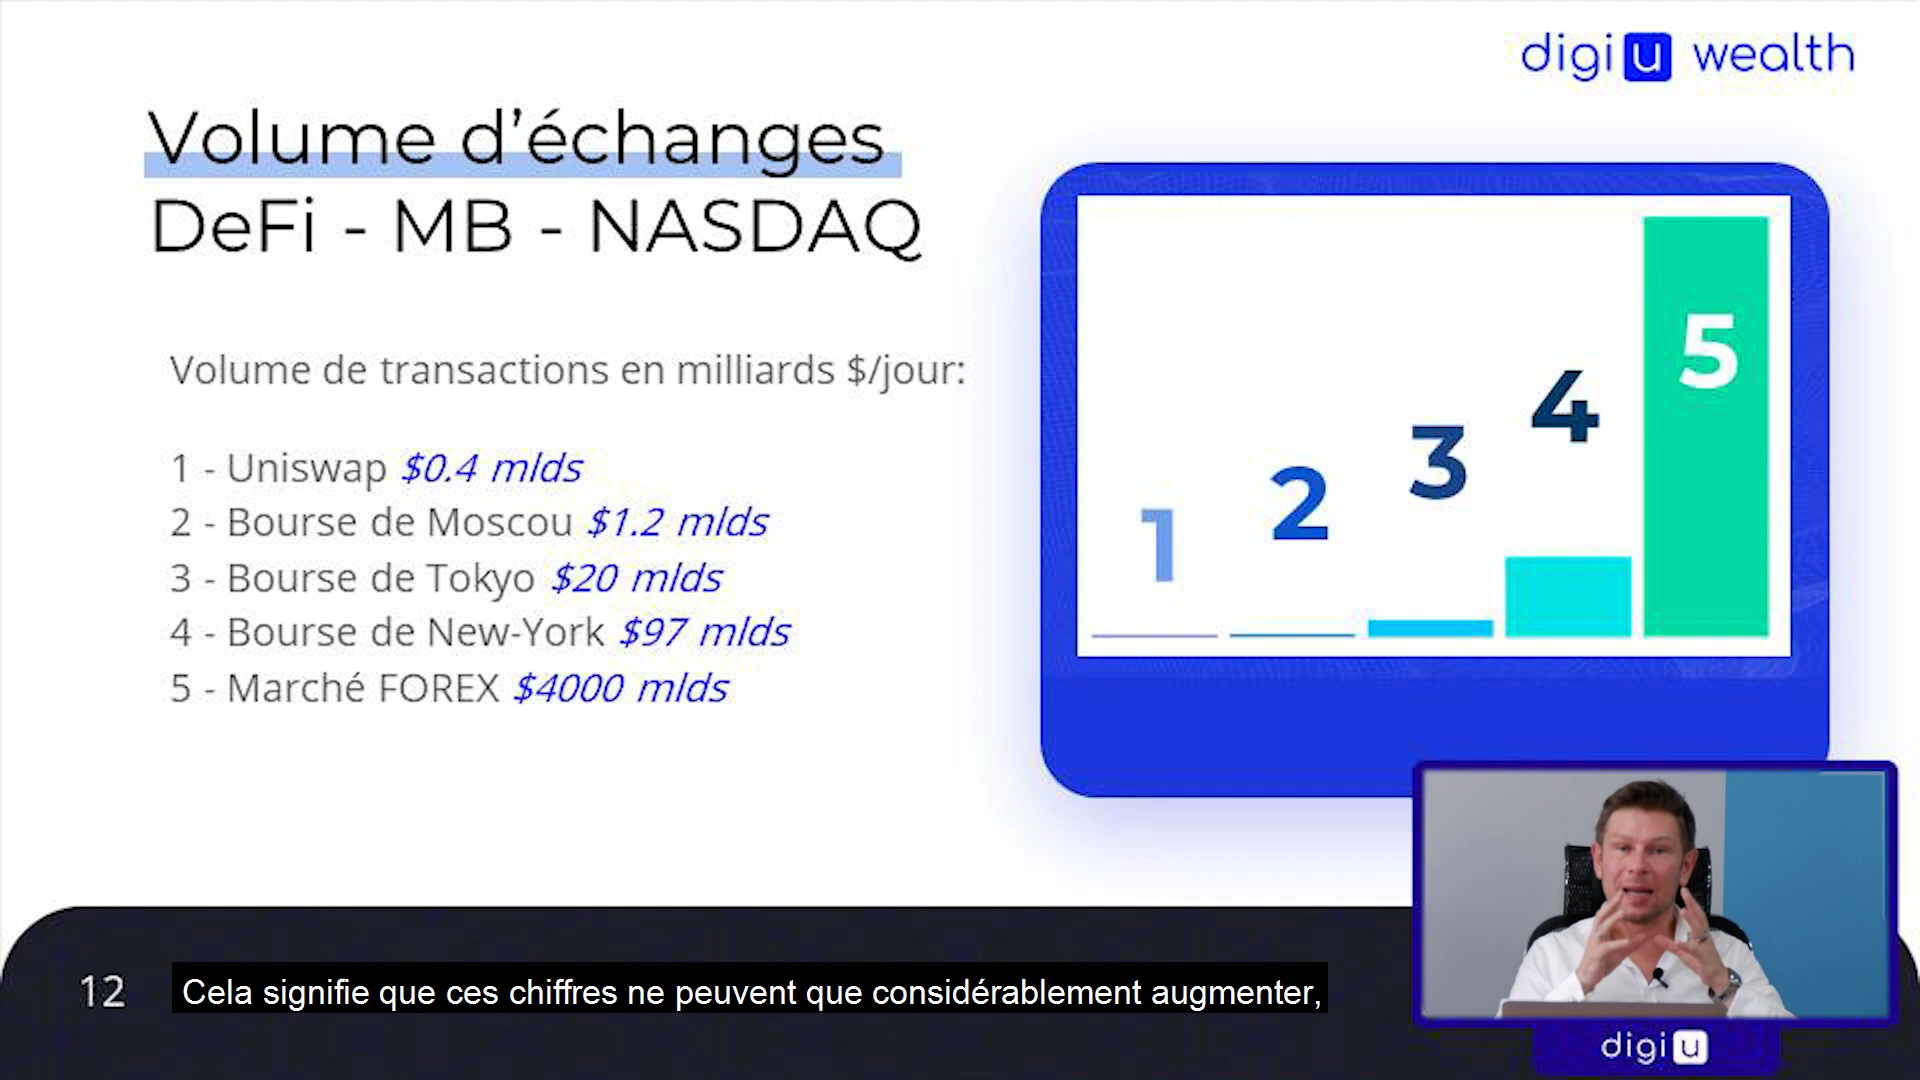 digi u wealth
Volume d’échanges
DeFi - MB - NASDAQ
Volume de transactions en milliards $/jour:
1 - Uniswap $0.4 mlds
2 - Bourse de Moscou $1.2 mlds
3 - Bourse de Tokyo $20 mlds
4 - Bourse de New-York $97 mlds
5 - Marché FOREX $4000 mlds
1
2
3
4
5
12
Cela signifie que ces chiffres ne peuvent que considérablement augmenter,
digi u